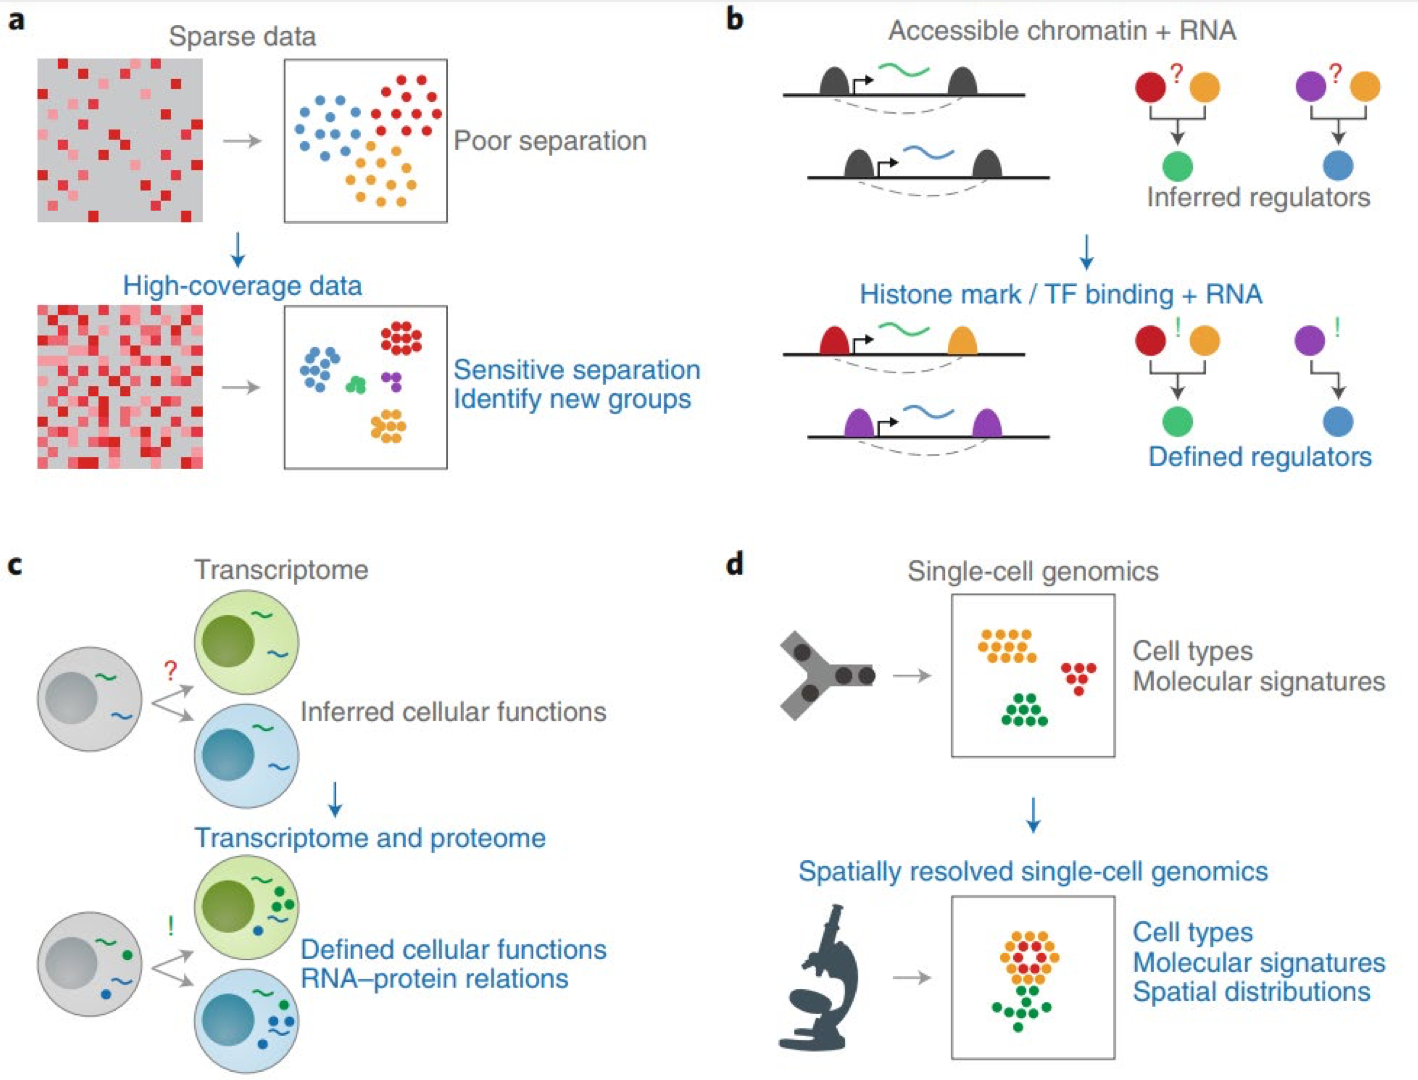 a
Sparse data
Poor separation
High-coverage data
Sensitive separation
Identify new groups
b
Accessible chromatin + RNA
? ?
Inferred regulators
Histone mark / TF binding + RNA
! !
Defined regulators
c
Transcriptome
?
Inferred cellular functions
Transcriptome and proteome
!
Defined cellular functions
RNA–protein relations
d
Single-cell genomics
Cell types
Molecular signatures
Spatially resolved single-cell genomics
Cell types
Molecular signatures
Spatial distributions